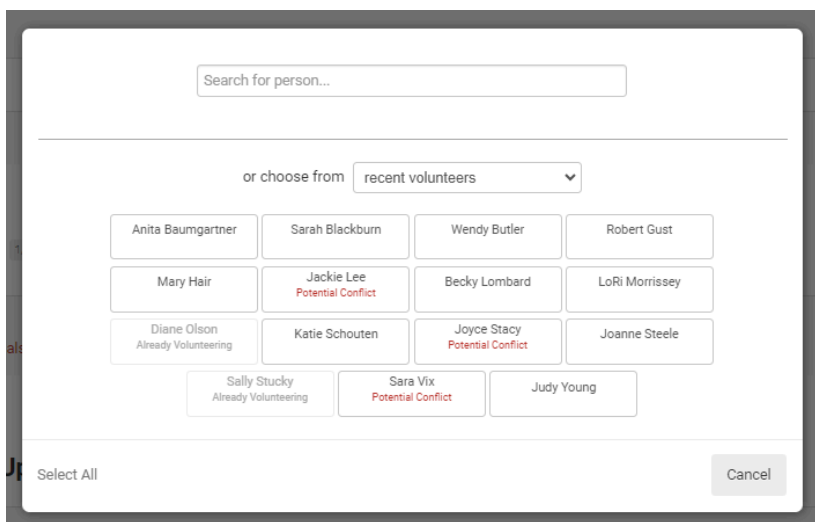 Search for person...
or choose from recent volunteers
Anita Baumgartner Sarah Blackburn Wendy Butler Robert Gust
Mary Hair Jackie Lee Becky Lombard LoRi Morrissey
Potential Conflict
Diane Olson Katie Schouten Joyce Stacy Joanne Steele
Already Volunteering Potential Conflict
Sally Stucky Sara Vix Judy Young
Already Volunteering Potential Conflict
Up
Select All Cancel